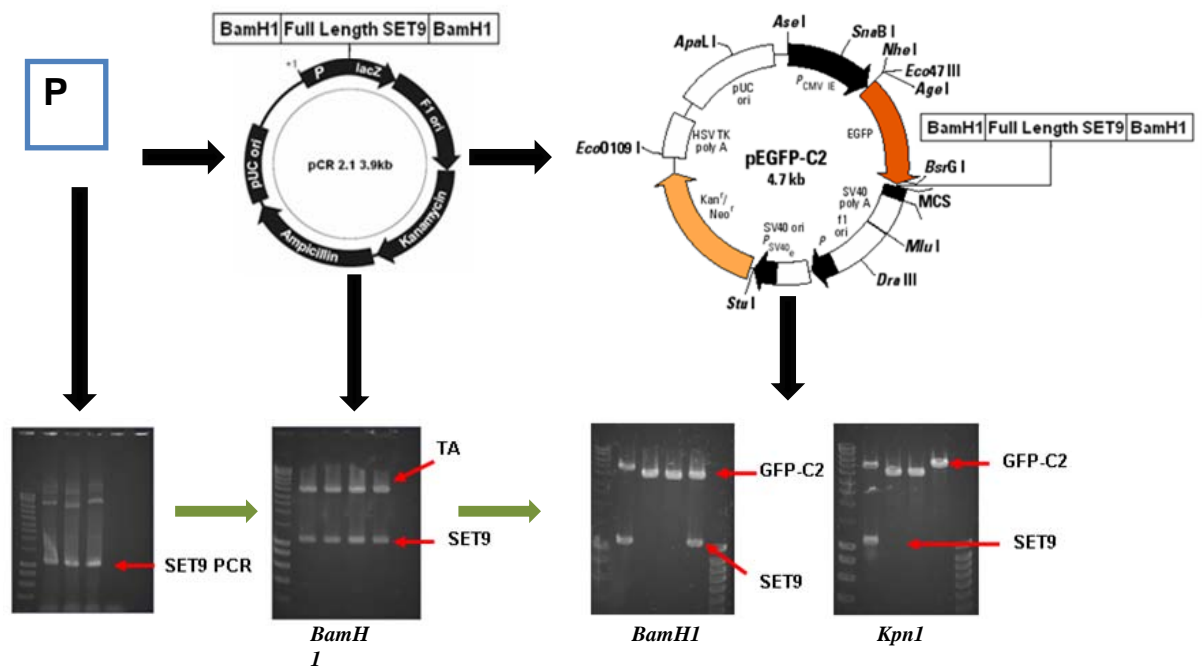 BamH1 Full Length SET9 BamH1
P
+1
P
lacZ
F1 ori
Kanamycin
Ampicillin
pUC ori
pCR 2.1 3.9kb
Ase I
SnaB I
Nhe I
Eco47 III
Age I
ApaL I
pUC
ori
P CMV IE
EGFP
HSV TK
poly A
EcoO109 I
pEGFP-C2
4.7 kb
BamH1 Full Length SET9 BamH1
BsrG I
MCS
SV40
poly A
f1
ori
Mlu I
Dra III
P
SV40 ori
P SV40e
Kanr/
Neor
Stu I
SET9 PCR
TA
SET9
BamH
1
GFP-C2
SET9
BamH1
GFP-C2
SET9
Kpn1